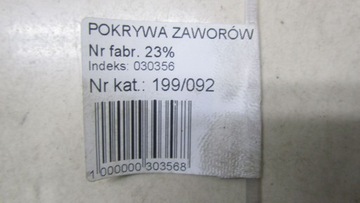 POKRYWA ZAWORÓW
Nr fabr. 23%
Indeks: 030356
Nr kat.: 199/092
1 000000 303568